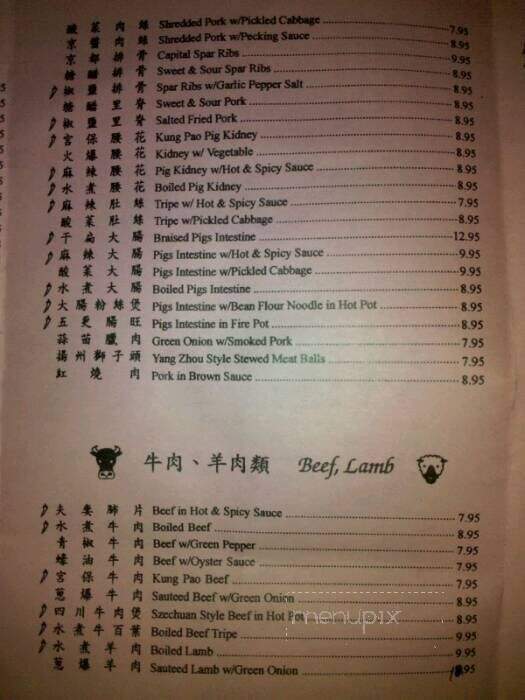 酸菜肉絲 Shredded Pork w/Pickled Cabbage 7.95
京醬肉絲 Shredded Pork w/Pecking Sauce 8.95
京都排骨 Capital Spar Ribs 9.95
糖醋排骨 Sweet & Sour Spar Ribs 8.95
椒鹽排骨 Spar Ribs w/Garlic Pepper Salt 8.95
糖醋里脊 Sweet & Sour Pork 8.95
椒鹽里脊 Salted Fried Pork 8.95
宮保腰花 Kung Pao Pig Kidney 8.95
火爆腰花 Kidney w/ Vegetable 8.95
麻辣腰花 Pig Kidney w/Hot & Spicy Sauce 8.95
水煮腰花 Boiled Pig Kidney 8.95
麻辣肚絲 Tripe w/ Hot & Spicy Sauce 7.95
酸菜肚絲 Tripe w/Pickled Cabbage 8.95
干扁大腸 Braised Pigs Intestine 12.95
麻辣大腸 Pigs Intestine w/Hot & Spicy Sauce 9.95
酸菜大腸 Pigs Intestine w/Pickled Cabbage 9.95
水煮大腸 Boiled Pigs Intestine 8.95
大腸粉絲煲 Pigs Intestine w/Bean Flour Noodle in Hot Pot 8.95
五更腸旺 Pigs Intestine in Fire Pot 8.95
蒜苗臘肉 Green Onion w/Smoked Pork 7.95
揚州獅子頭 Yang Zhou Style Stewed Meat Balls 7.95
紅燒肉 Pork in Brown Sauce 8.95
牛肉、羊肉類 Beef, Lamb
夫妻肺片 Beef in Hot & Spicy Sauce 7.95
水煮牛肉 Boiled Beef 8.95
青椒牛肉 Beef w/Green Pepper 7.95
蠔油牛肉 Beef w/Oyster Sauce 7.95
宮保牛肉 Kung Pao Beef 7.95
蔥爆牛肉 Sauteed Beef w/Green Onion 8.95
四川牛肉煲 Szechuan Style Beef in Hot Pot 8.95
menupix
水煮牛百葉 Boiled Beef Tripe 9.95
水煮羊肉 Boiled Lamb 9.95
蔥爆羊肉 Sauteed Lamb w/Green Onion